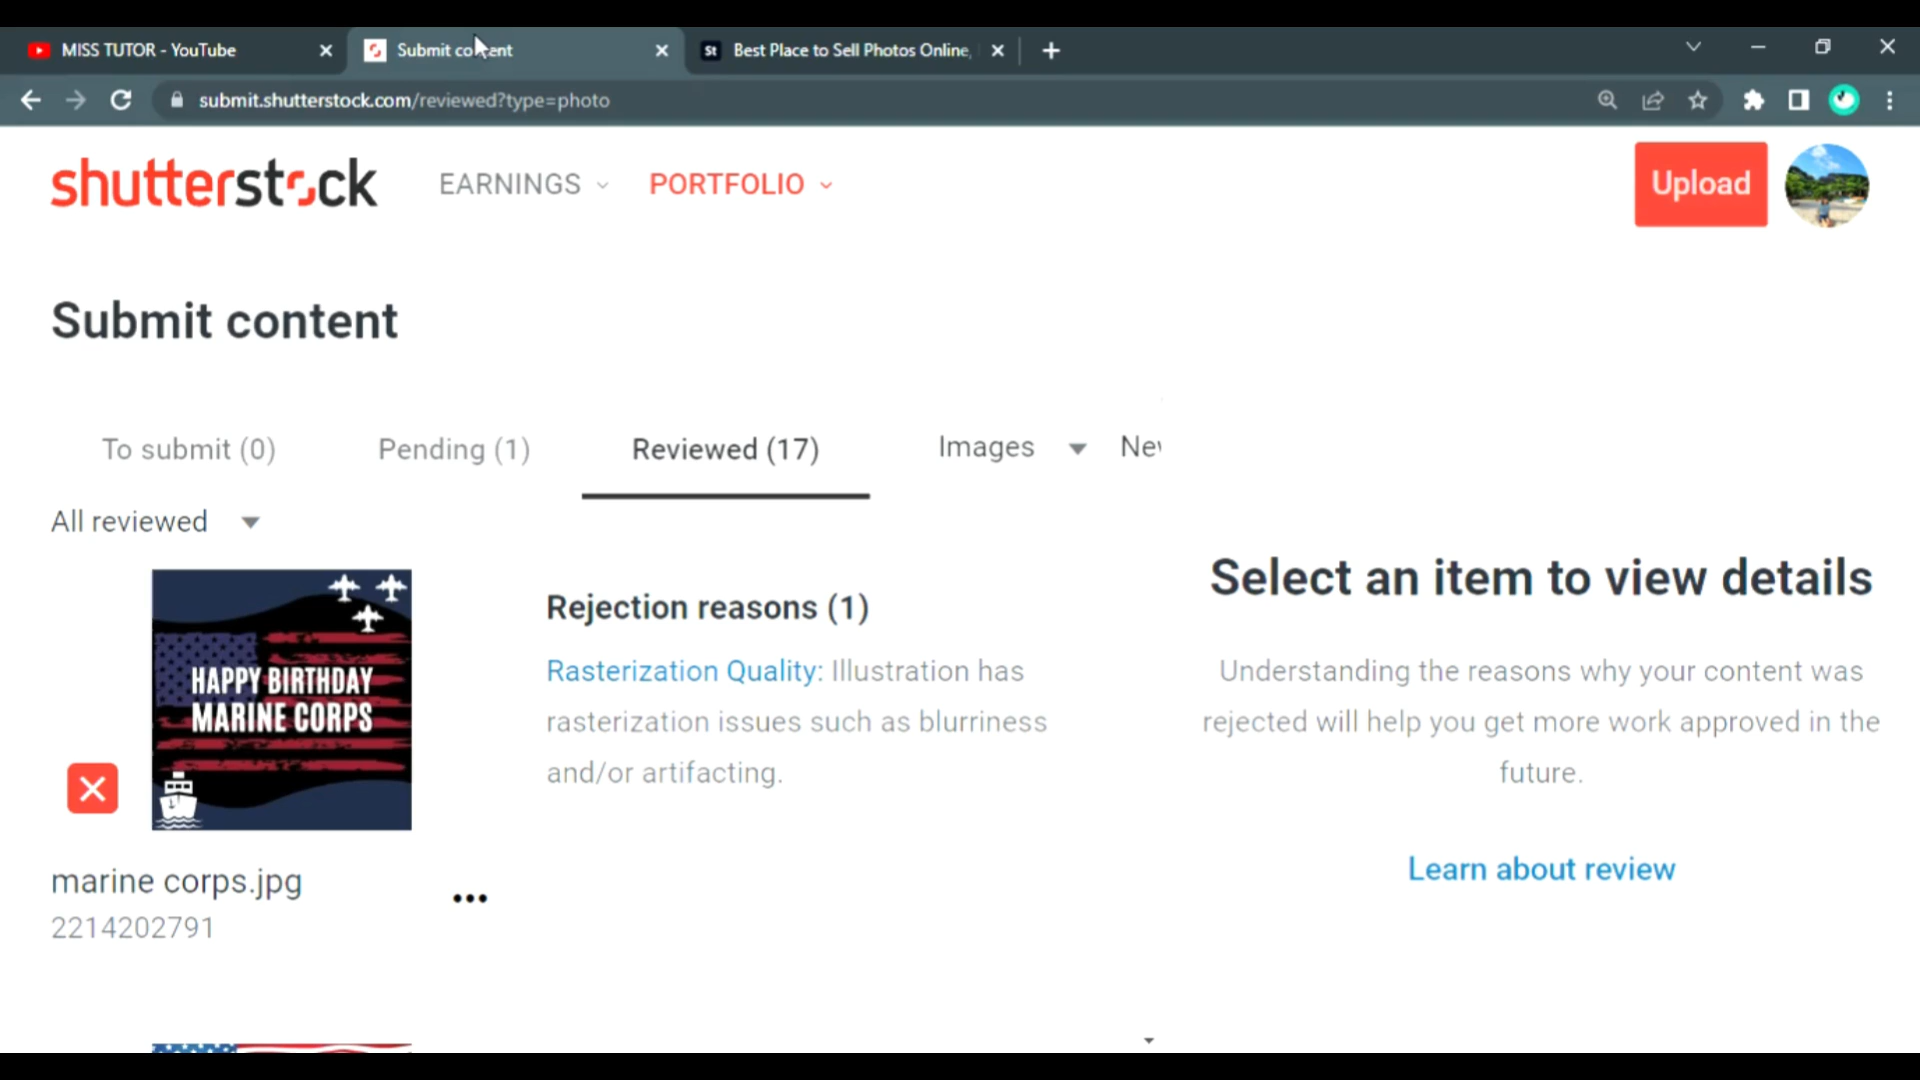 MISS TUTOR - YouTube
Submit content
St
Best Place to Sell Photos Online,
submit.shutterstock.com/reviewed?type=photo
shutterstock
EARNINGS
PORTFOLIO
Upload
Submit content
To submit (0)
Pending (1)
Reviewed (17)
Images
All reviewed
HAPPY BIRTHDAY
MARINE CORPS
Rejection reasons (1)
Rasterization Quality: Illustration has
rasterization issues such as blurriness
and/or artifacting.
marine corps.jpg
2214202791
Select an item to view details
Understanding the reasons why your content was
rejected will help you get more work approved in the
future.
Learn about review